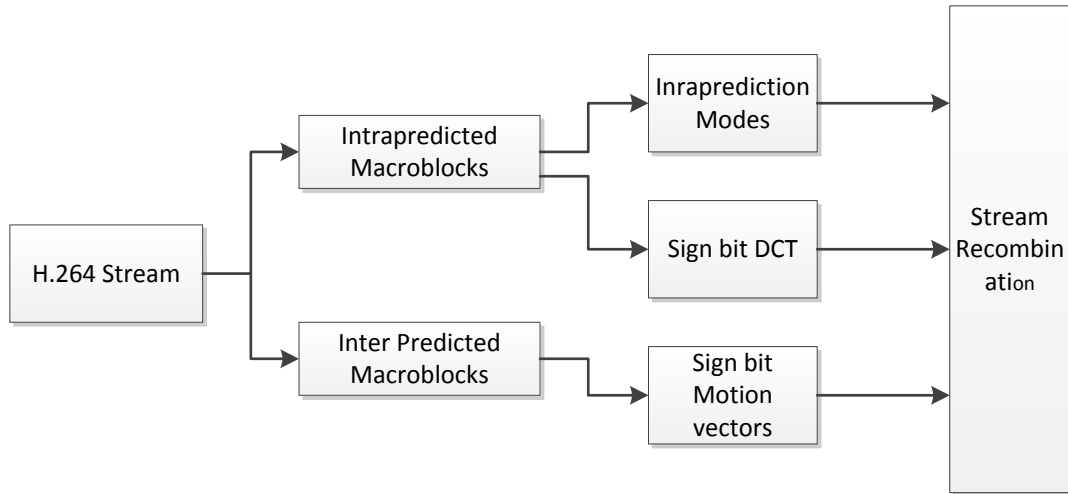 H.264 Stream
Intrapredicted
Macroblocks
Inter Predicted
Macroblocks
Inraprediction
Modes
Sign bit DCT
Sign bit
Motion
vectors
Stream
Recombin
ation